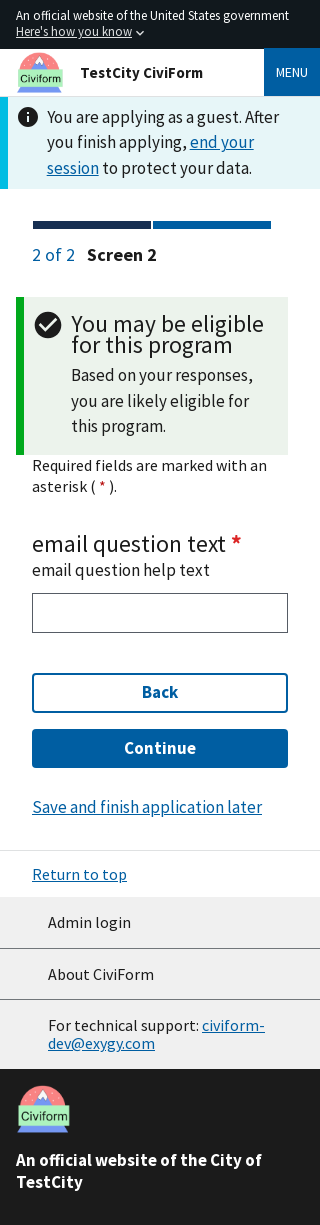 An official website of the United States government
Here's how you know
Civiform
TestCity CiviForm
MENU
You are applying as a guest. After
you finish applying, end your
session to protect your data.
2 of 2 Screen 2
You may be eligible
for this program
Based on your responses,
you are likely eligible for
this program.
Required fields are marked with an
asterisk ( * ).
email question text *
email question help text
Back
Continue
Save and finish application later
Return to top
Admin login
About CiviForm
For technical support: civiform-
dev@exygy.com
Civiform
An official website of the City of
TestCity